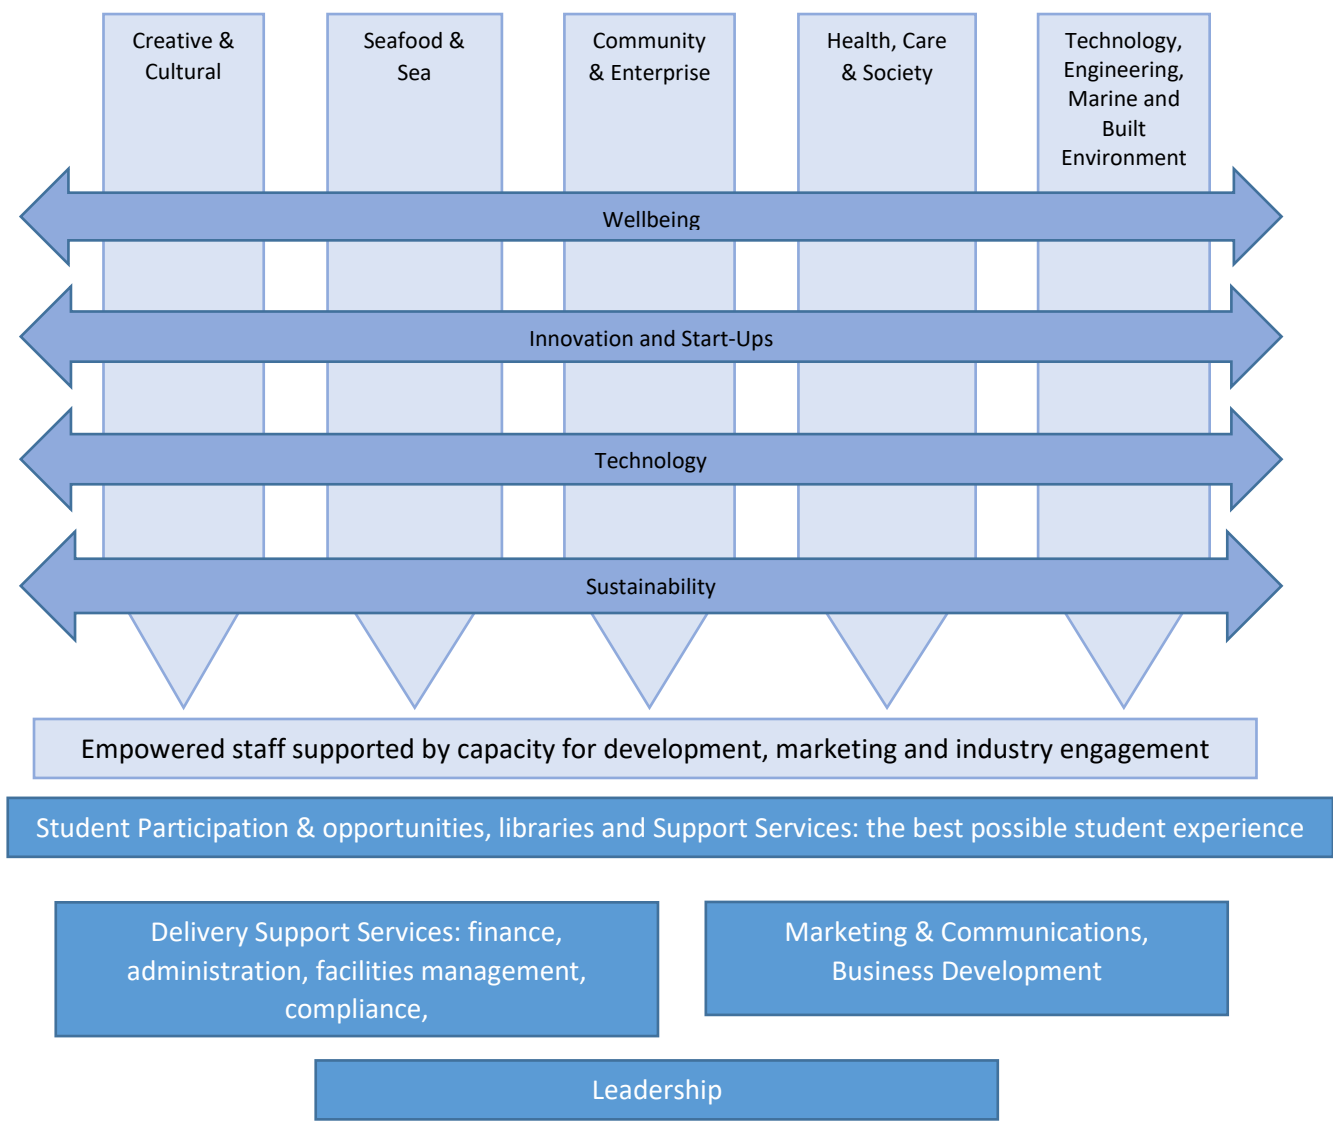 Creative &
Cultural
Seafood &
Sea
Community
& Enterprise
Health, Care
& Society
Technology,
Engineering,
Marine and
Built
Environment
Wellbeing
Innovation and Start-Ups
Technology
Sustainability
Empowered staff supported by capacity for development, marketing and industry engagement
Student Participation & opportunities, libraries and Support Services: the best possible student experience
Delivery Support Services: finance,
administration, facilities management,
compliance,
Marketing & Communications,
Business Development
Leadership